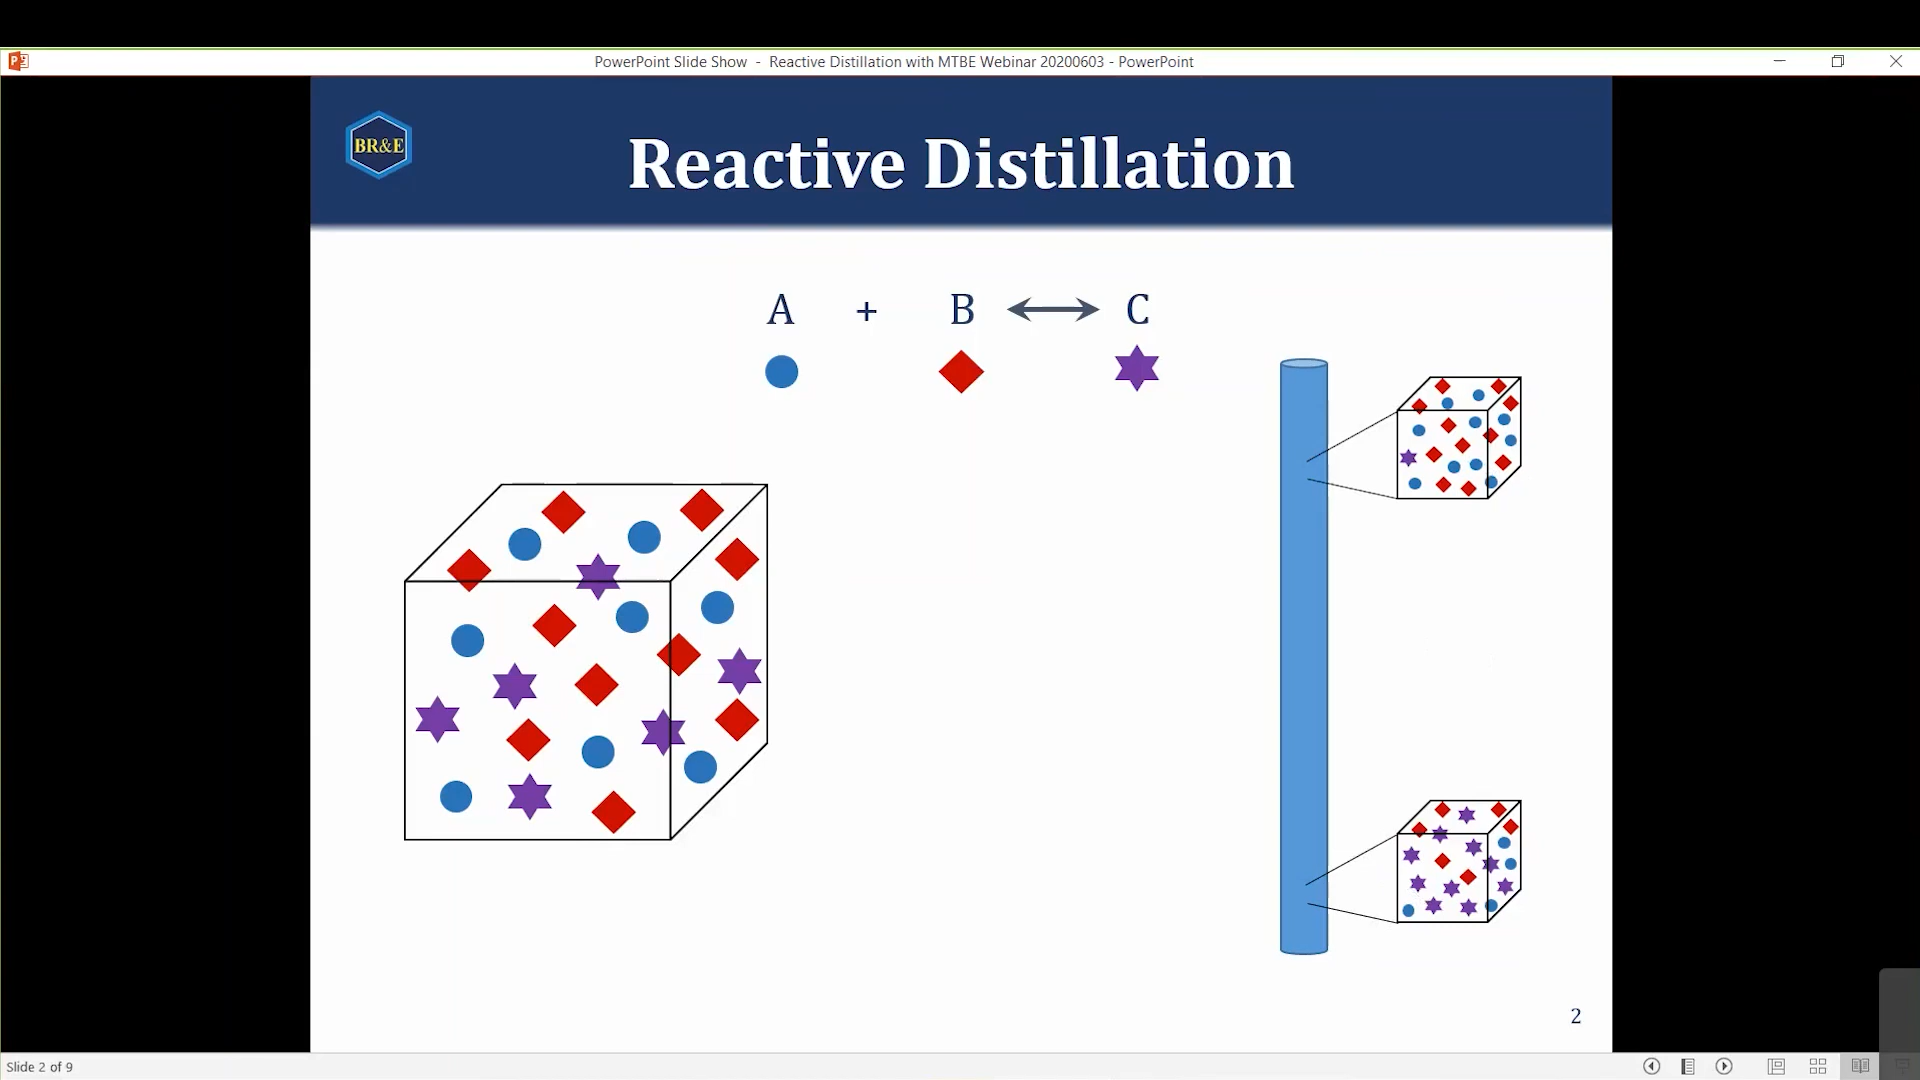 PowerPoint Slide Show - Reactive Distillation with MTBE Webinar 20200603 - PowerPoint
BR&E
Reactive Distillation
A + B C
2
Slide 2 of 9